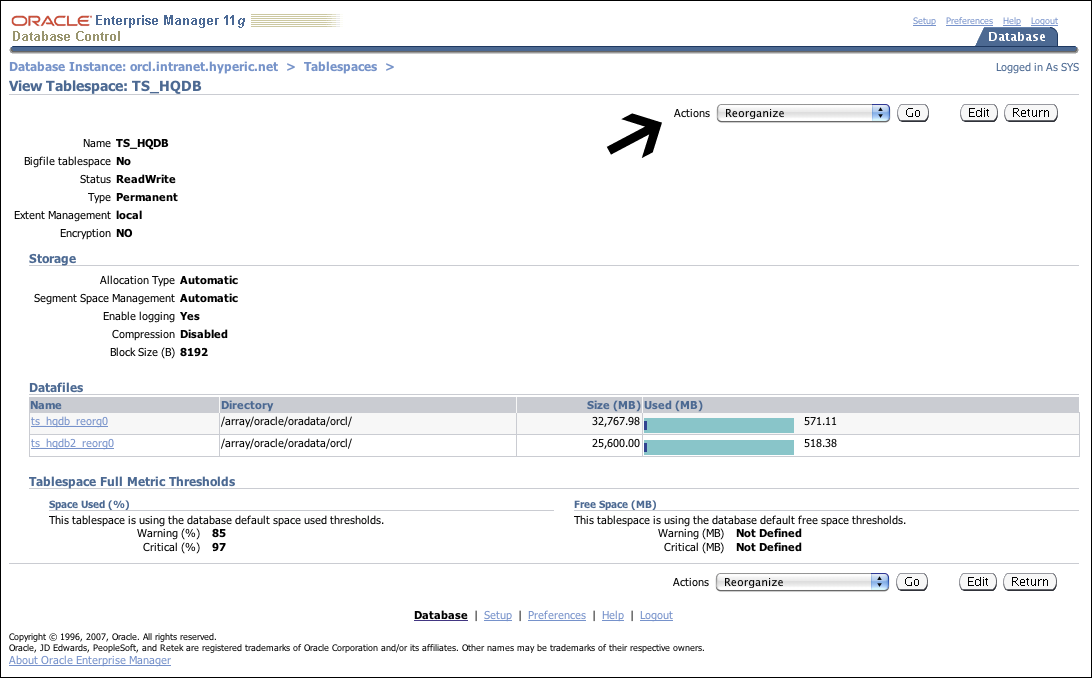 ORACLE Enterprise Manager 11g
Database Control
Setup Preferences Help Logout
Database
Database Instance: orcl.intranet.hyperic.net > Tablespaces >
Logged in As SYS
View Tablespace: TS_HQDB
Actions Reorganize Go Edit Return
Name TS_HQDB
Bigfile tablespace No
Status ReadWrite
Type Permanent
Extent Management local
Encryption NO
Storage
Allocation Type Automatic
Segment Space Management Automatic
Enable logging Yes
Compression Disabled
Block Size (B) 8192
Datafiles
Name Directory Size (MB) Used (MB)
ts_hqdb_reorg0 /array/oracle/oradata/orcl/ 32,767.98 571.11
ts_hqdb2_reorg0 /array/oracle/oradata/orcl/ 25,600.00 518.38
Tablespace Full Metric Thresholds
Space Used (%)
This tablespace is using the database default space used thresholds.
Warning (%) 85
Critical (%) 97
Free Space (MB)
This tablespace is using the database default free space thresholds.
Warning (MB) Not Defined
Critical (MB) Not Defined
Actions Reorganize Go Edit Return
Database | Setup | Preferences | Help | Logout
Copyright © 1996, 2007, Oracle. All rights reserved.
Oracle, JD Edwards, PeopleSoft, and Retek are registered trademarks of Oracle Corporation and/or its affiliates. Other names may be trademarks of their respective owners.
About Oracle Enterprise Manager